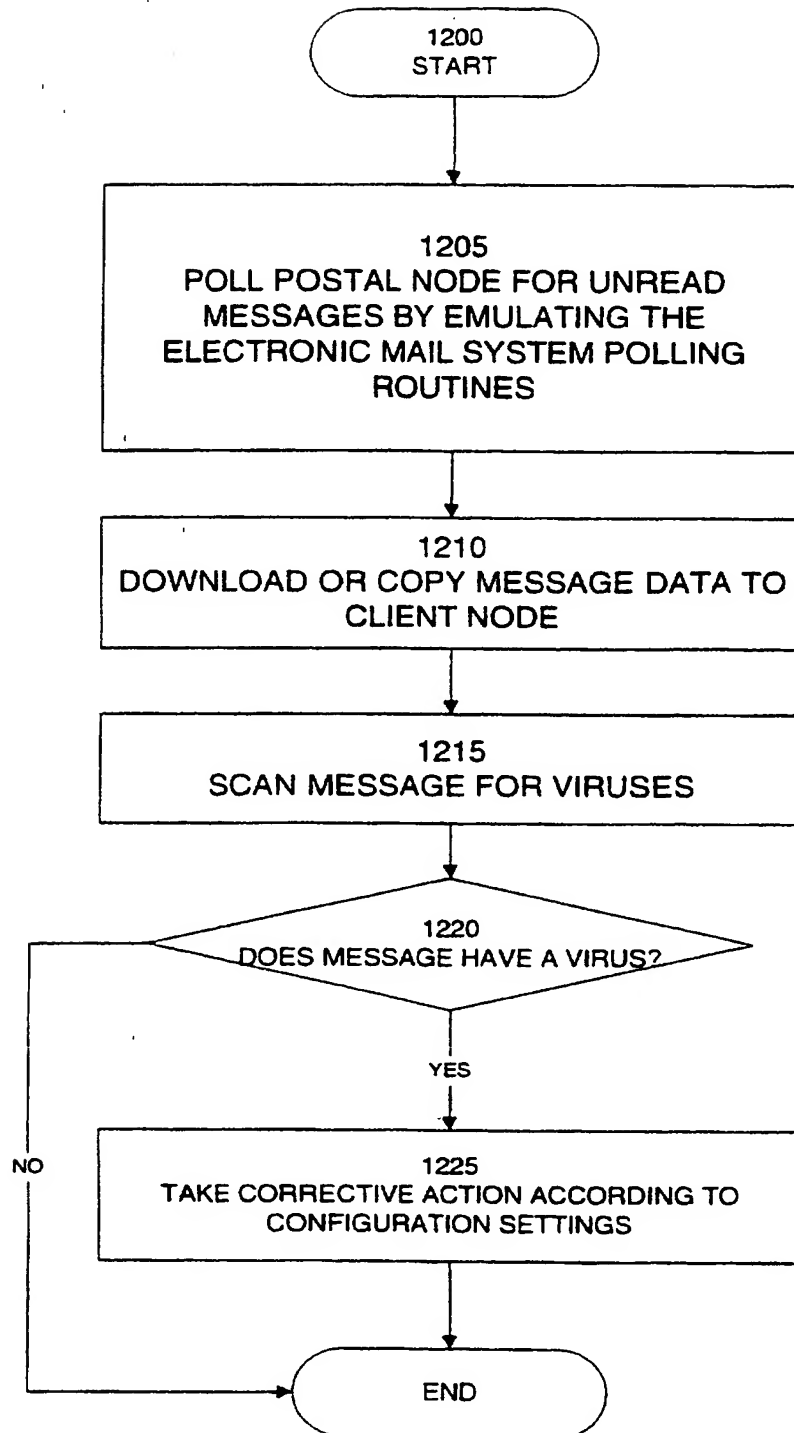 1200
START
1205
POLL POSTAL NODE FOR UNREAD
MESSAGES BY EMULATING THE
ELECTRONIC MAIL SYSTEM POLLING
ROUTINES
1210
DOWNLOAD OR COPY MESSAGE DATA TO
CLIENT NODE
1215
SCAN MESSAGE FOR VIRUSES
1220
DOES MESSAGE HAVE A VIRUS?
YES
NO
1225
TAKE CORRECTIVE ACTION ACCORDING TO
CONFIGURATION SETTINGS
END